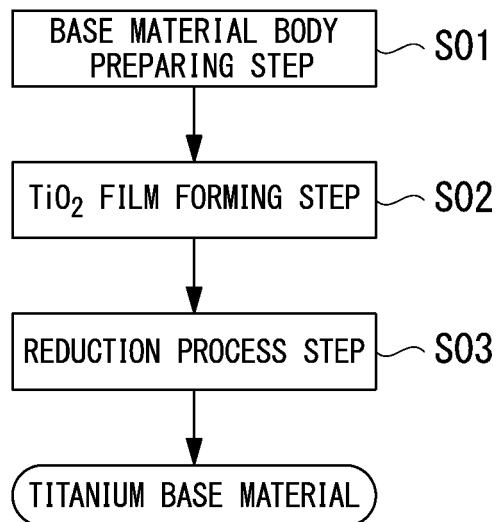 BASE MATERIAL BODY
PREPARING STEP
S01
TiO₂ FILM FORMING STEP
S02
REDUCTION PROCESS STEP
S03
TITANIUM BASE MATERIAL